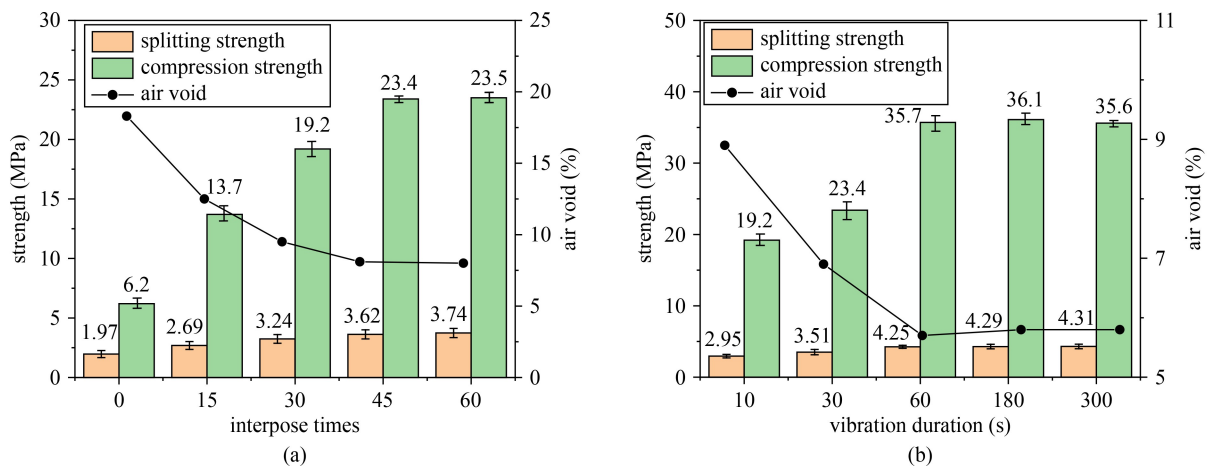 30
25
20
15
10
5
0
strength (MPa)
splitting strength
compression strength
air void
1.97
6.2
2.69
13.7
3.24
19.2
3.62
23.4
3.74
23.5
25
20
15
10
5
0
air void (%)
0 15 30 45 60
interpose times
(a)
50
40
30
20
10
0
strength (MPa)
splitting strength
compression strength
air void
2.95
19.2
3.51
23.4
4.25
35.7
4.29
36.1
4.31
35.6
11
9
7
5
air void (%)
10 30 60 180 300
vibration duration (s)
(b)